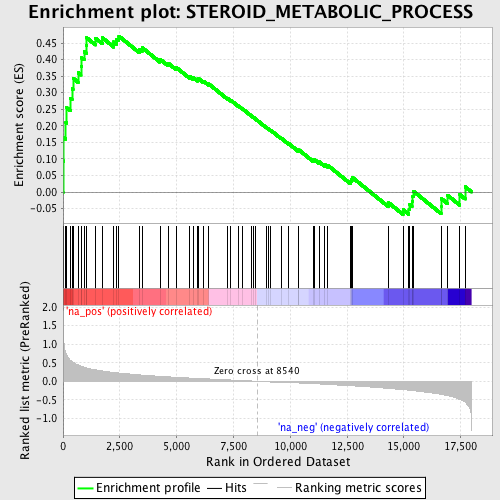 Enrichment plot: STEROID_METABOLIC_PROCESS
Enrichment score (ES)
0.45
0.40
0.35
0.30
0.25
0.20
0.15
0.10
0.05
0.00
-0.05
'na_pos' (positively correlated)
Ranked list metric (PreRanked)
2.0
1.5
1.0
0.5
0.0
-0.5
-1.0
Zero cross at 8540
'na_neg' (negatively correlated)
0 2,500 5,000 7,500 10,000 12,500 15,000 17,500
Rank in Ordered Dataset
Enrichment profile Hits Ranking metric scores